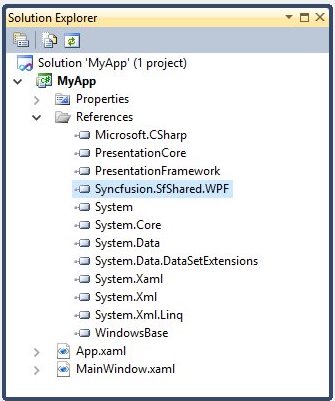 Solution Explorer
Solution 'MyApp' (1 project)
MyApp
Properties
References
Microsoft.CSharp
PresentationCore
PresentationFramework
Syncfusion.SfShared.WPF
System
System.Core
System.Data
System.Data.DataSetExtensions
System.Xaml
System.Xml
System.Xml.Linq
WindowsBase
App.xaml
MainWindow.xaml